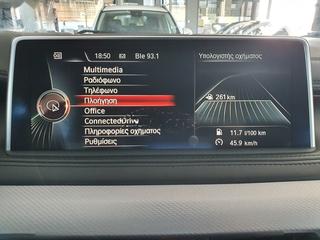 18:50 Ble 93.1
Multimedia
Ραδιόφωνο
Τηλέφωνο
Πλοήγηση
Office
ConnectedDrive
Πληροφορίες οχήματος
Ρυθμίσεις
Υπολογιστής οχήματος
261 km
11.7 l/100 km
45.9 km/h